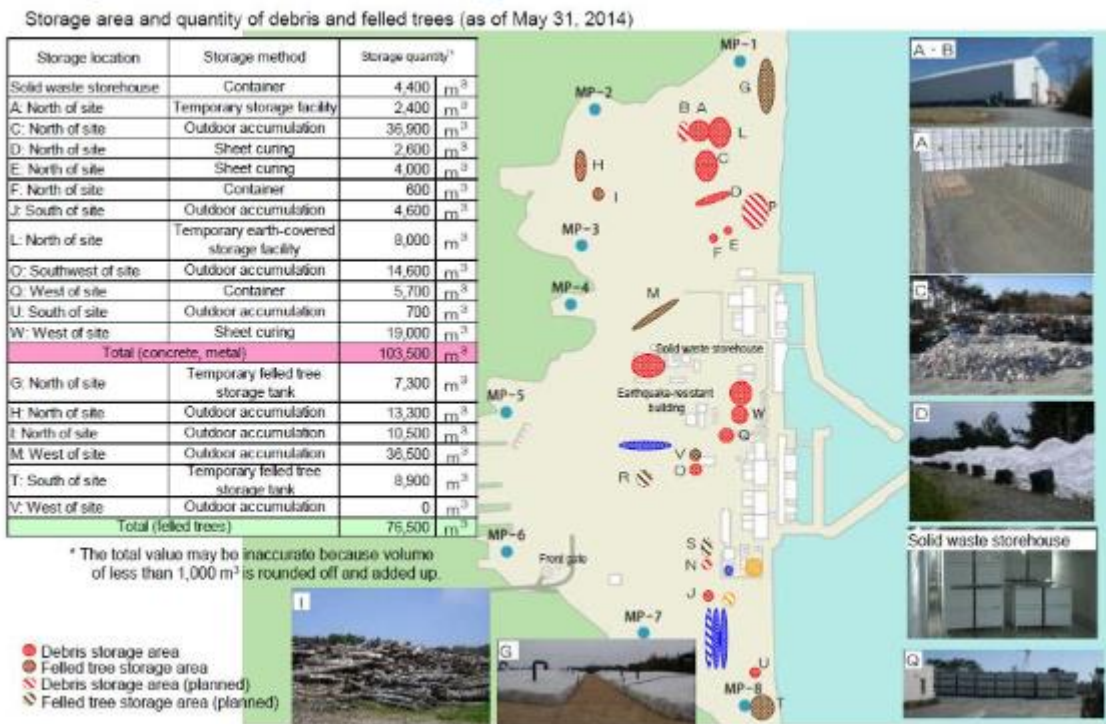 Storage area and quantity of debris and felled trees (as of May 31, 2014)
Storage location Storage method Storage quantity*
Solid waste storehouse Container 4,400 m³
A: North of site Temporary storage facility 2,400 m³
C: North of site Outdoor accumulation 36,900 m³
D: North of site Sheet curing 2,600 m³
E: North of site Sheet curing 4,000 m³
F: North of site Container 600 m³
J: South of site Outdoor accumulation 4,600 m³
L: North of site Temporary earth-covered
storage facility 8,000 m³
O: Southwest of site Outdoor accumulation 14,600 m³
Q: West of site Container 5,700 m³
U: South of site Outdoor accumulation 700 m³
W: West of site Sheet curing 19,000 m³
Total (concrete, metal) 103,500 m³
G: North of site Temporary felled tree
storage tank 7,300 m³
H: North of site Outdoor accumulation 13,300 m³
I: North of site Outdoor accumulation 10,500 m³
M: West of site Outdoor accumulation 36,500 m³
T: South of site Temporary felled tree
storage tank 8,900 m³
V: West of site Outdoor accumulation 0 m³
Total (felled trees) 76,500 m³
* The total value may be inaccurate because volume
of less than 1,000 m³ is rounded off and added up.
Debris storage area
Felled tree storage area
Debris storage area (planned)
Felled tree storage area (planned)
MP-1
G
MP-2
B A
L
C
H
I
D
P
MP-3
E
F
MP-4
M
Solid waste storehouse
Earthquake-resistant
building
MP-5
W
Q
V
O
R
MP-6
Front gate
S
N
J
MP-7
U
MP-8
T
A・B
A
C
D
Solid waste storehouse
Q
I
G